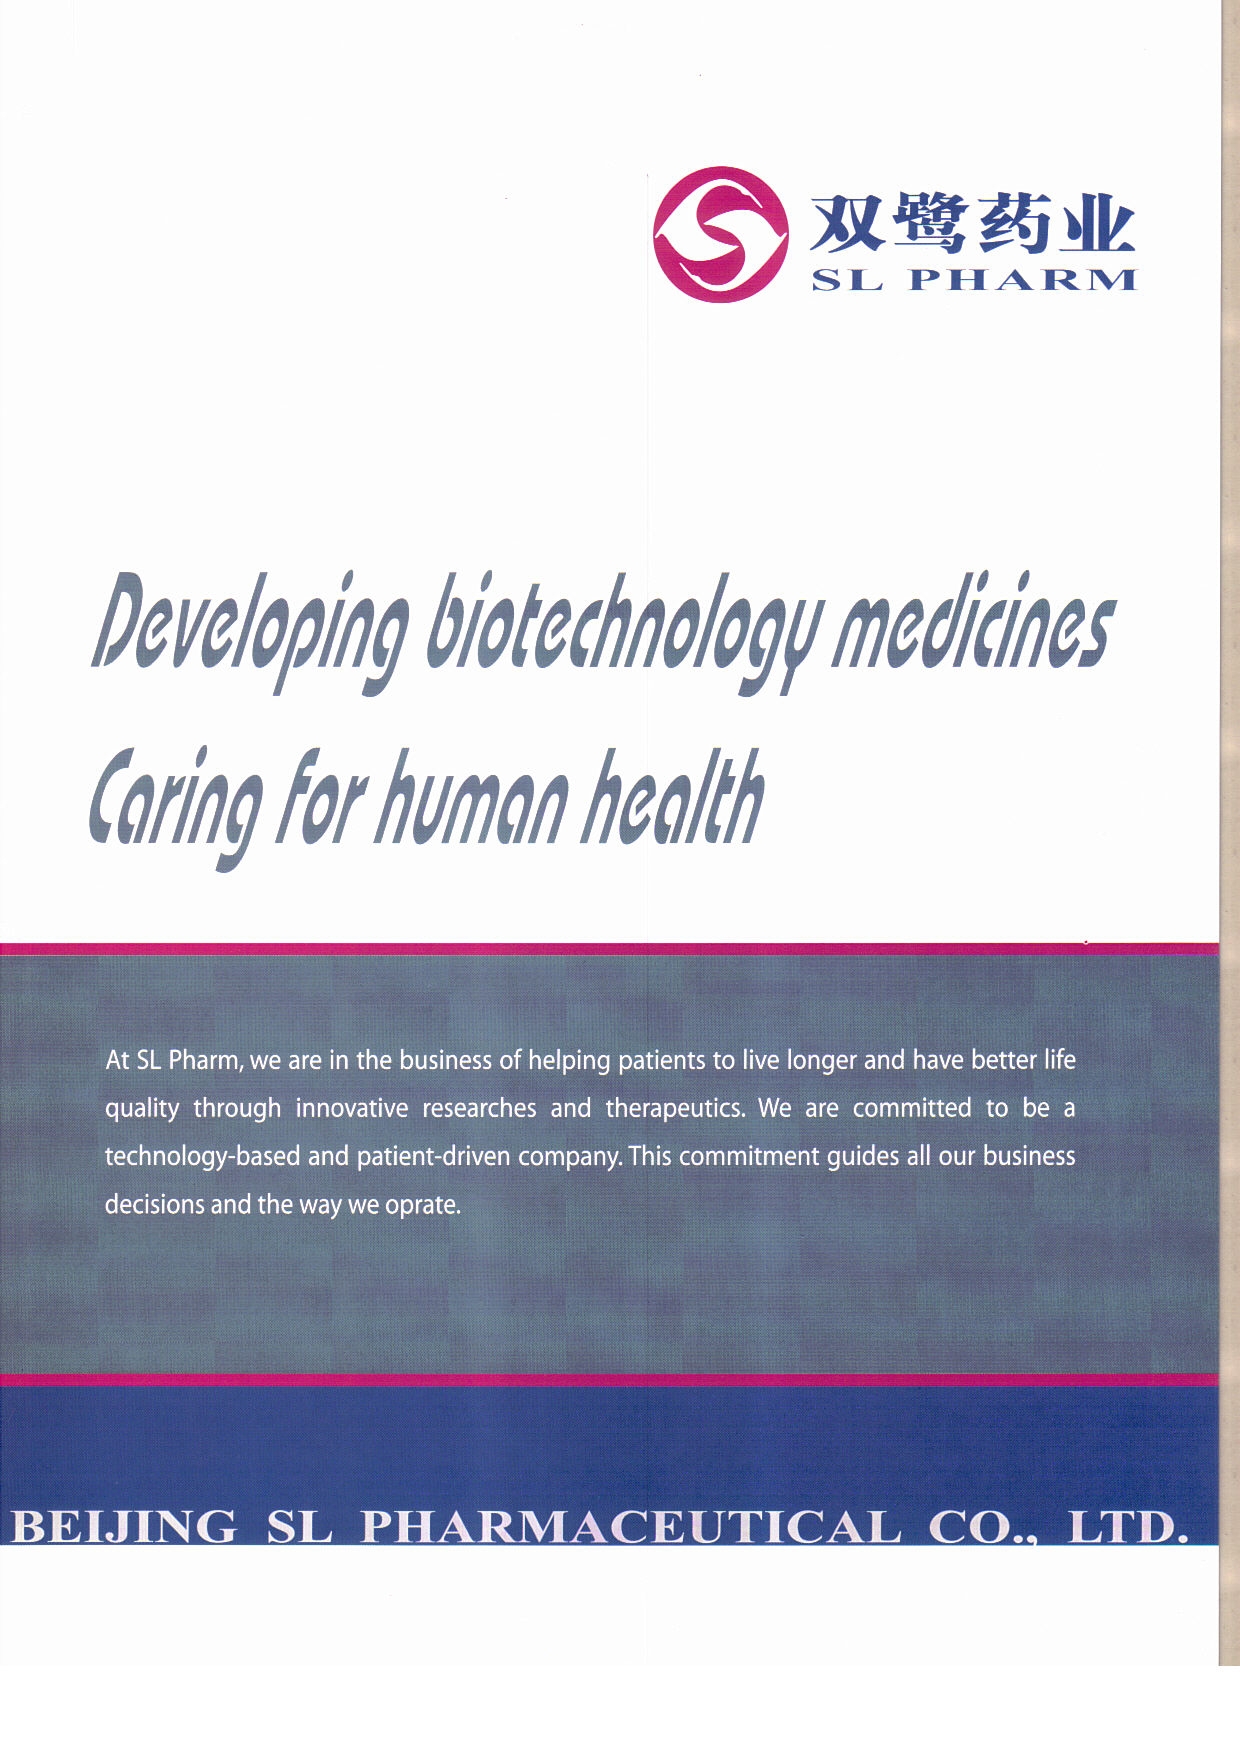 双鹭药业
SL PHARM
Developing biotechnology medicines
Caring for human health
At SL Pharm, we are in the business of helping patients to live longer and have better life
quality through innovative researches and therapeutics. We are committed to be a
technology-based and patient-driven company. This commitment guides all our business
decisions and the way we oprate.
BEIJING SL PHARMACEUTICAL CO., LTD.